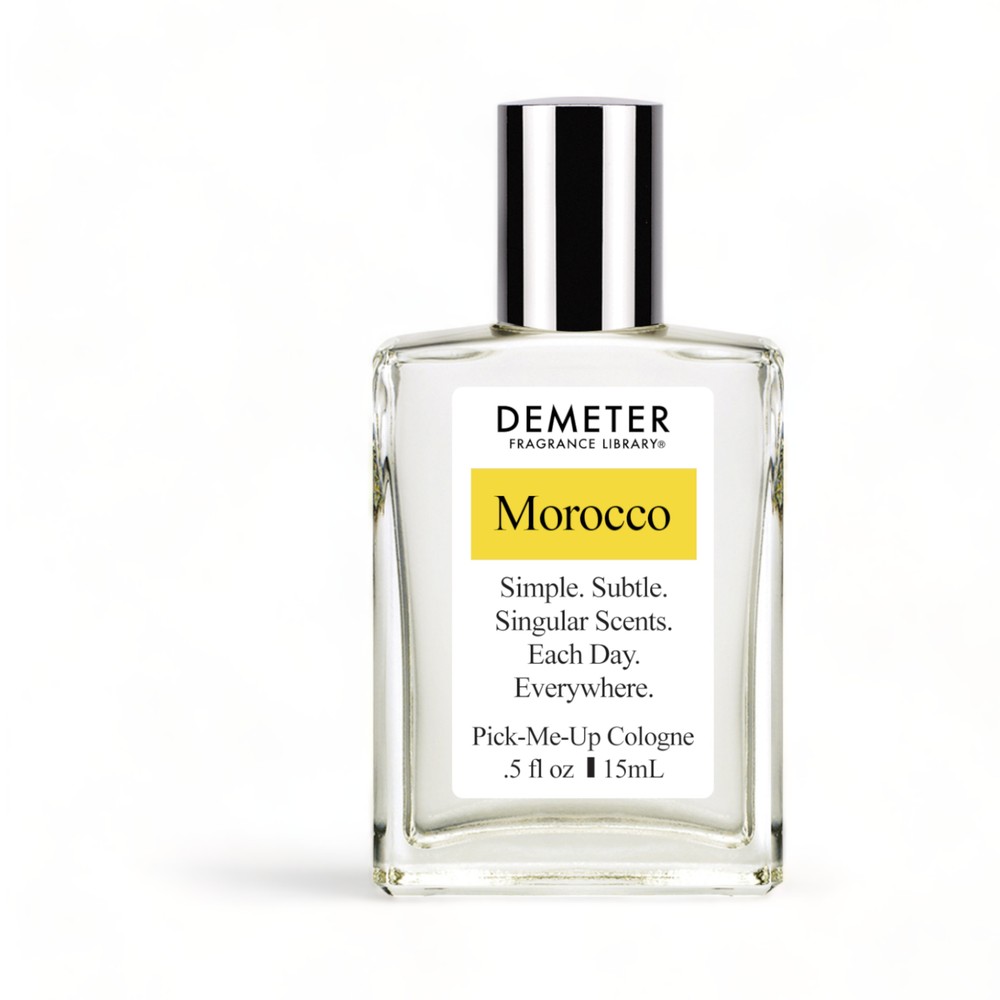 DEMETER
FRAGRANCE LIBRARY®
Morocco
Simple. Subtle.
Singular Scents.
Each Day.
Everywhere.
Pick-Me-Up Cologne
.5 fl oz ▌15mL